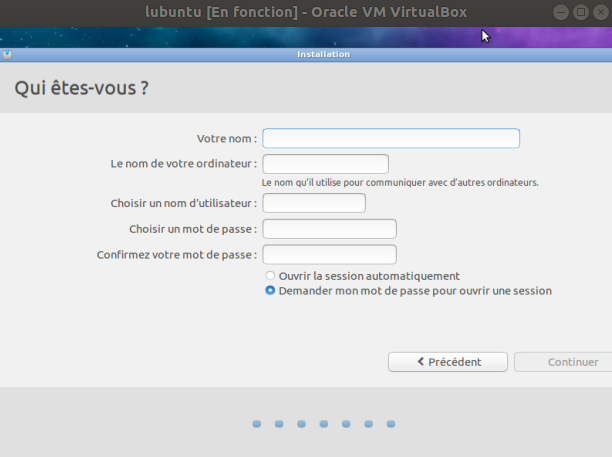 lubuntu [En fonction] - Oracle VM VirtualBox
Installation
Qui êtes-vous ?
Votre nom :
Le nom de votre ordinateur :
Le nom qu'il utilise pour communiquer avec d'autres ordinateurs.
Choisir un nom d'utilisateur :
Choisir un mot de passe :
Confirmez votre mot de passe :
Ouvrir la session automatiquement
Demander mon mot de passe pour ouvrir une session
Précédent Continuer